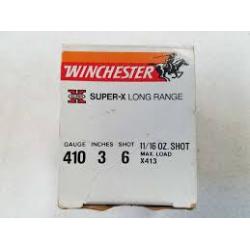 WINCHESTER
SUPER-X LONG RANGE
GAUGE INCHES SHOT 11/16 OZ. SHOT
410 3 6 MAX. LOAD
X413